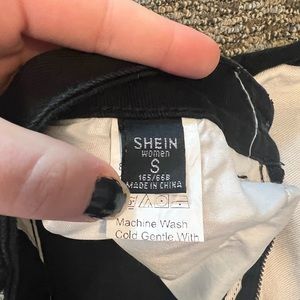 SHEIN
women
S
165/66B
MADE IN CHINA
Machine Wash
Cold Gentle With